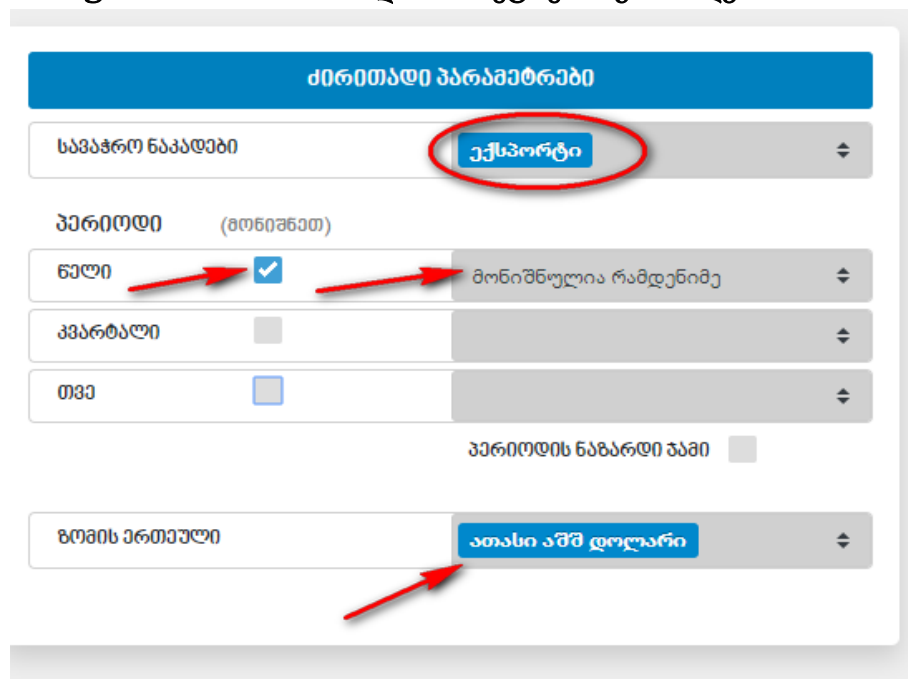 ძირითადი პარამეტრები
სავაჭრო ნაკადები ექსპორტი
პერიოდი (მონიშნეთ)
წელი მონიშნულია რამდენიმე
კვარტალი
თვე
პერიოდის ნაზარდი ჯამი
ზომის ერთეული ათასი აშშ დოლარი